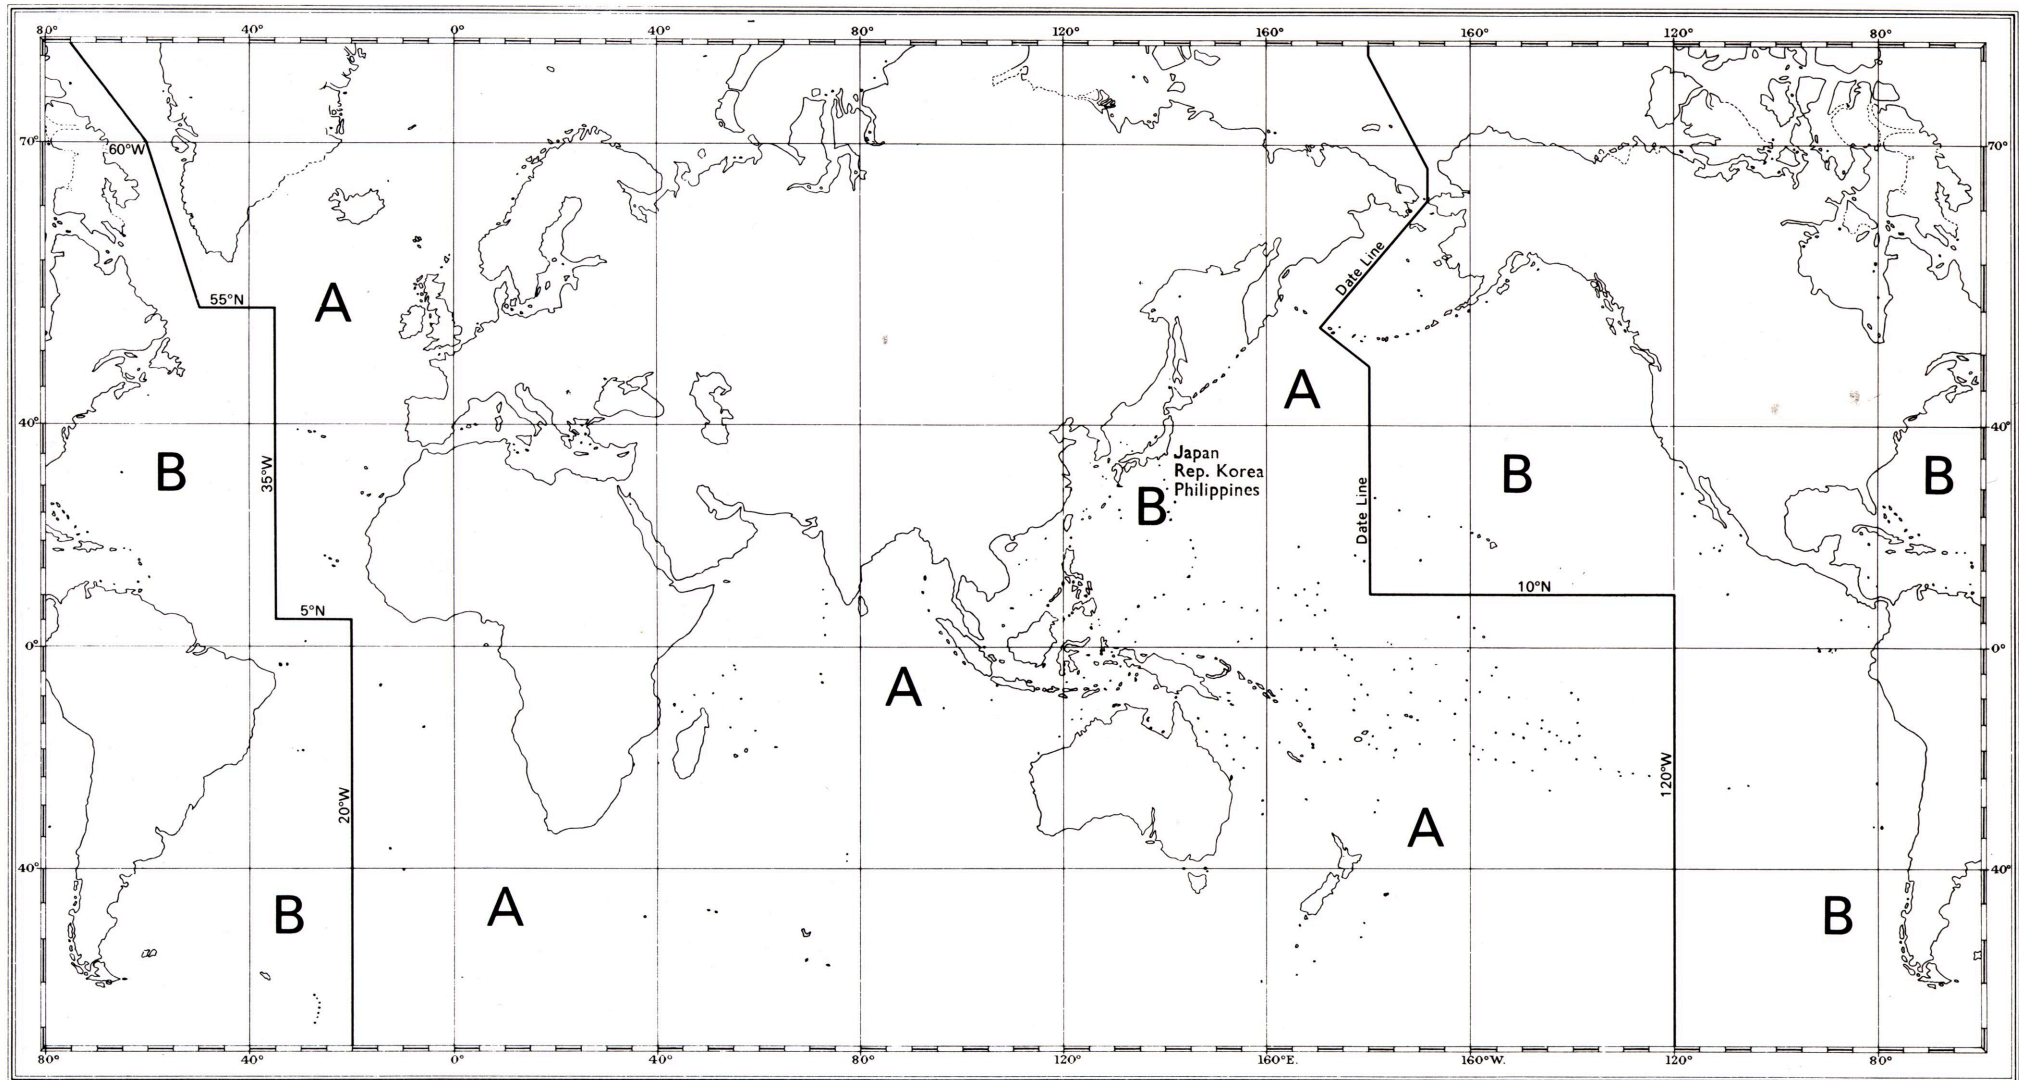 80° 40° 0° 40° 80° 120° 160° 160° 120° 80°
70° 60°W 70°
55°N
A
Date Line
A
40° 40°
B 35°W Japan
Rep. Korea
Philippines
B Date Line B B
5°N 10°N
0° 0°
A
20°W 120°W
A
40° 40°
B A B
80° 40° 0° 40° 80° 120° 160°E. 160°W. 120° 80°